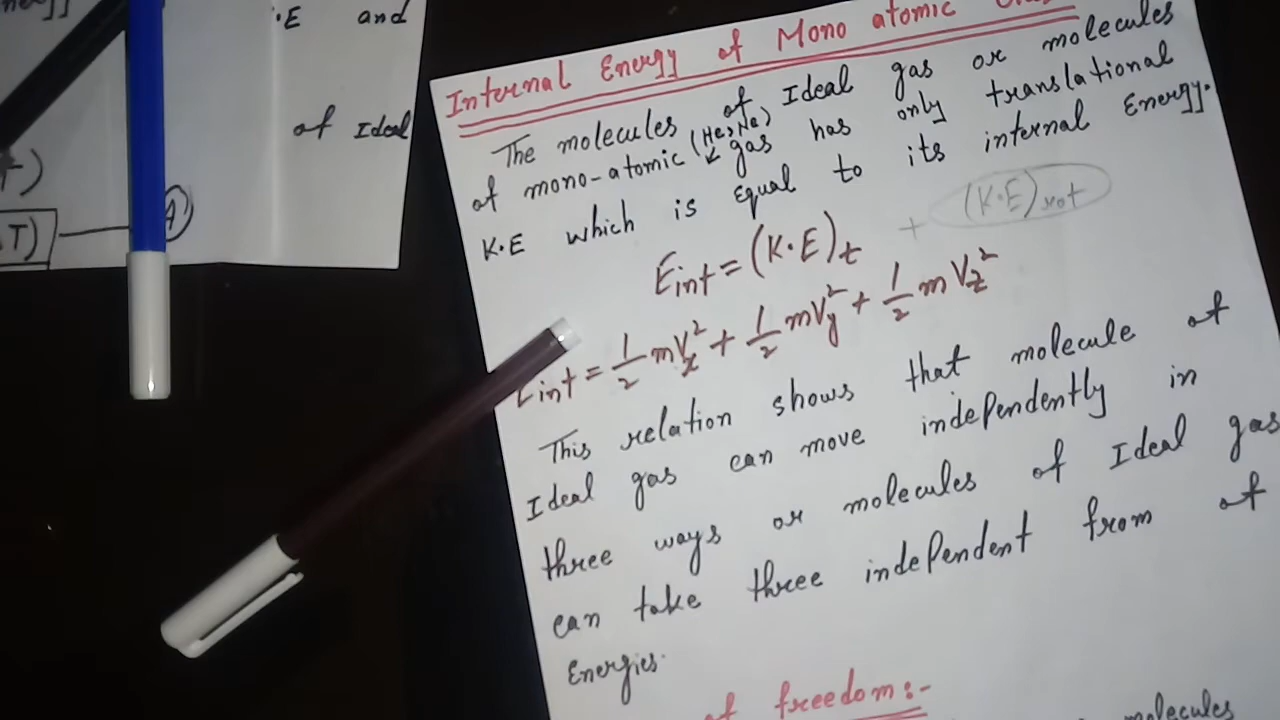 .E and
of Ideal
T)
.T)
A
Internal Energy of Mono atomic
The molecules of Ideal gas or molecules
of mono-atomic (He,Ne) gas has only translational
K.E which is equal to its internal Energy.
Eint = (K.E)t + (K.E)rot
Eint = 1/2 mVx² + 1/2 mVy² + 1/2 mVz²
This relation shows that molecule of
Ideal gas can move independently in
three ways or molecules of Ideal gas
can take three independent from of
Energies.
of freedom:-
molecules